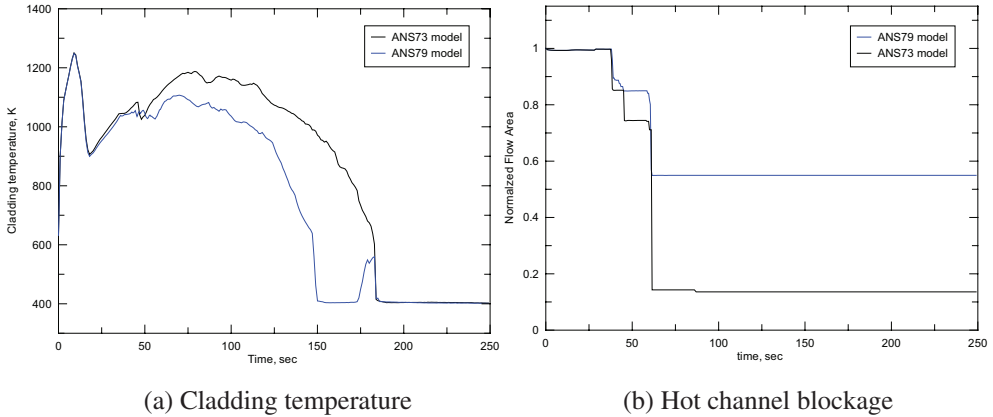 1400
1200
1000
800
600
400
Cladding temperature, K
0
50
100
150
200
250
Time, sec
ANS73 model
ANS79 model
(a) Cladding temperature
1
0.8
0.6
0.4
0.2
0
Normalzed Flow Area
0
50
100
150
200
250
time, sec
ANS79 model
ANS73 model
(b) Hot channel blockage